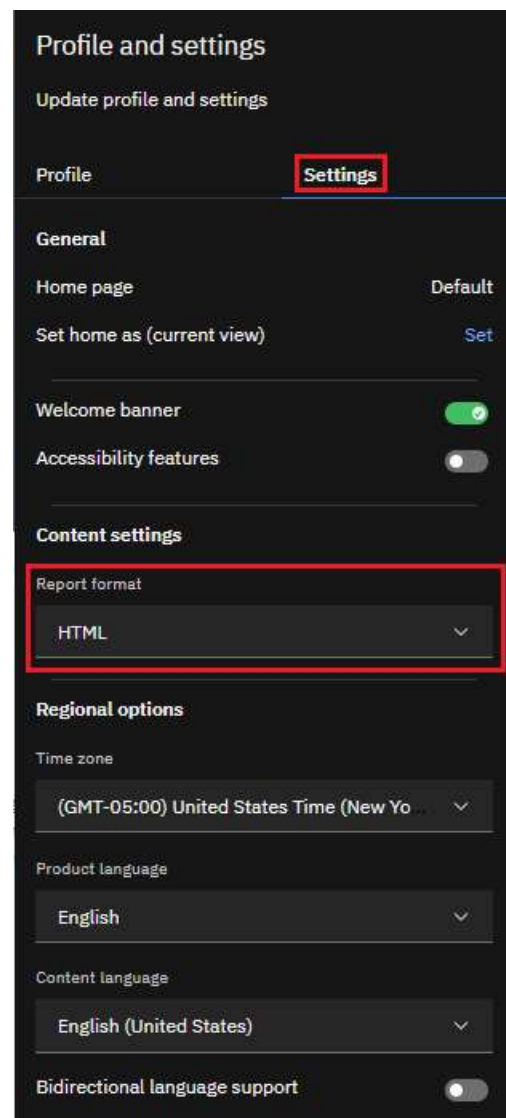 Profile and settings
Update profile and settings
Profile Settings
General
Home page Default
Set home as (current view) Set
Welcome banner
Accessibility features
Content settings
Report format
HTML
Regional options
Time zone
(GMT-05:00) United States Time (New Yo...
Product language
English
Content language
English (United States)
Bidirectional language support